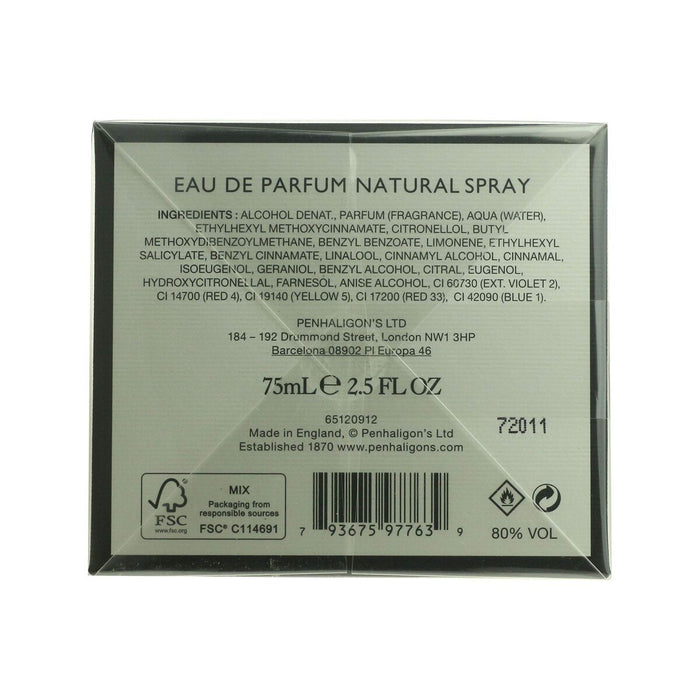 EAU DE PARFUM NATURAL SPRAY
INGREDIENTS : ALCOHOL DENAT., PARFUM (FRAGRANCE), AQUA (WATER),
ETHYLHEXYL METHOXYCINNAMATE, CITRONELLOL, BUTYL
METHOXYDIBENZOYLMETHANE, BENZYL BENZOATE, LIMONENE, ETHYLHEXYL
SALICYLATE, BENZYL CINNAMATE, LINALOOL, CINNAMYL ALCOHOL, CINNAMAL,
ISOEUGENOL, GERANIOL, BENZYL ALCOHOL, CITRAL, EUGENOL,
HYDROXYCITRONELLAL, FARNESOL, ANISE ALCOHOL, CI 60730 (EXT. VIOLET 2),
CI 14700 (RED 4), CI 19140 (YELLOW 5), CI 17200 (RED 33), CI 42090 (BLUE 1).
PENHALIGON'S LTD
184 – 192 Drummond Street, London NW1 3HP
Barcelona 08902 Pl Europa 46
75mL ℮ 2.5 FL OZ
65120912
72011
Made in England, © Penhaligon's Ltd
Established 1870 www.penhaligons.com
FSC
www.fsc.org
MIX
Packaging from
responsible sources
FSC® C114691
7 93675 97763 9
80% VOL